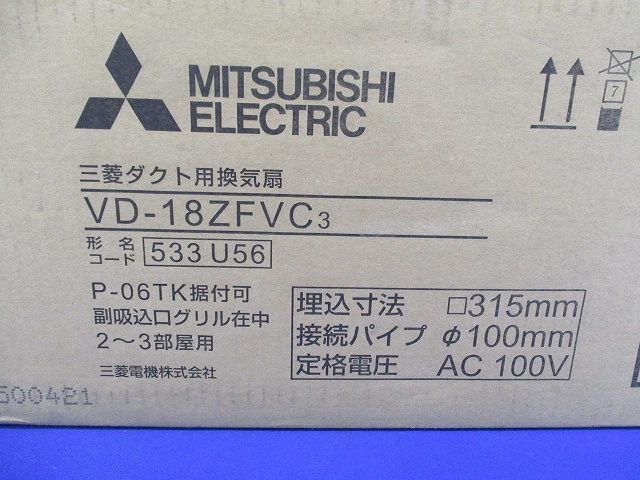 MITSUBISHI
ELECTRIC
7
三菱ダクト用換気扇
VD-18ZFVC3
形名
コード 533 U56
P-06TK据付可
副吸込口グリル在中
2～3部屋用
三菱電機株式会社
埋込寸法 □315mm
接続パイプ φ100mm
定格電圧 AC 100V
500421